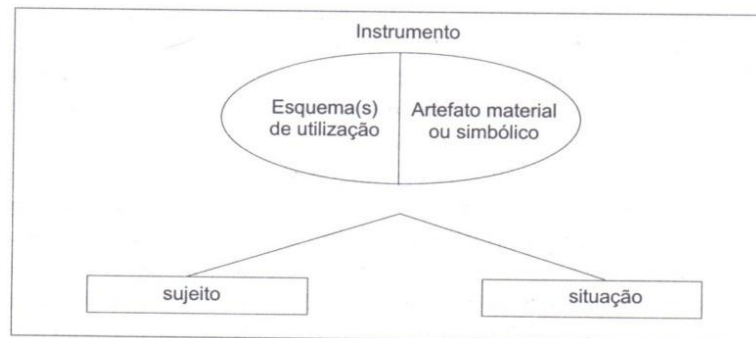 Instrumento
Esquema(s)
de utilização
Artefato material
ou simbólico
sujeito
situação